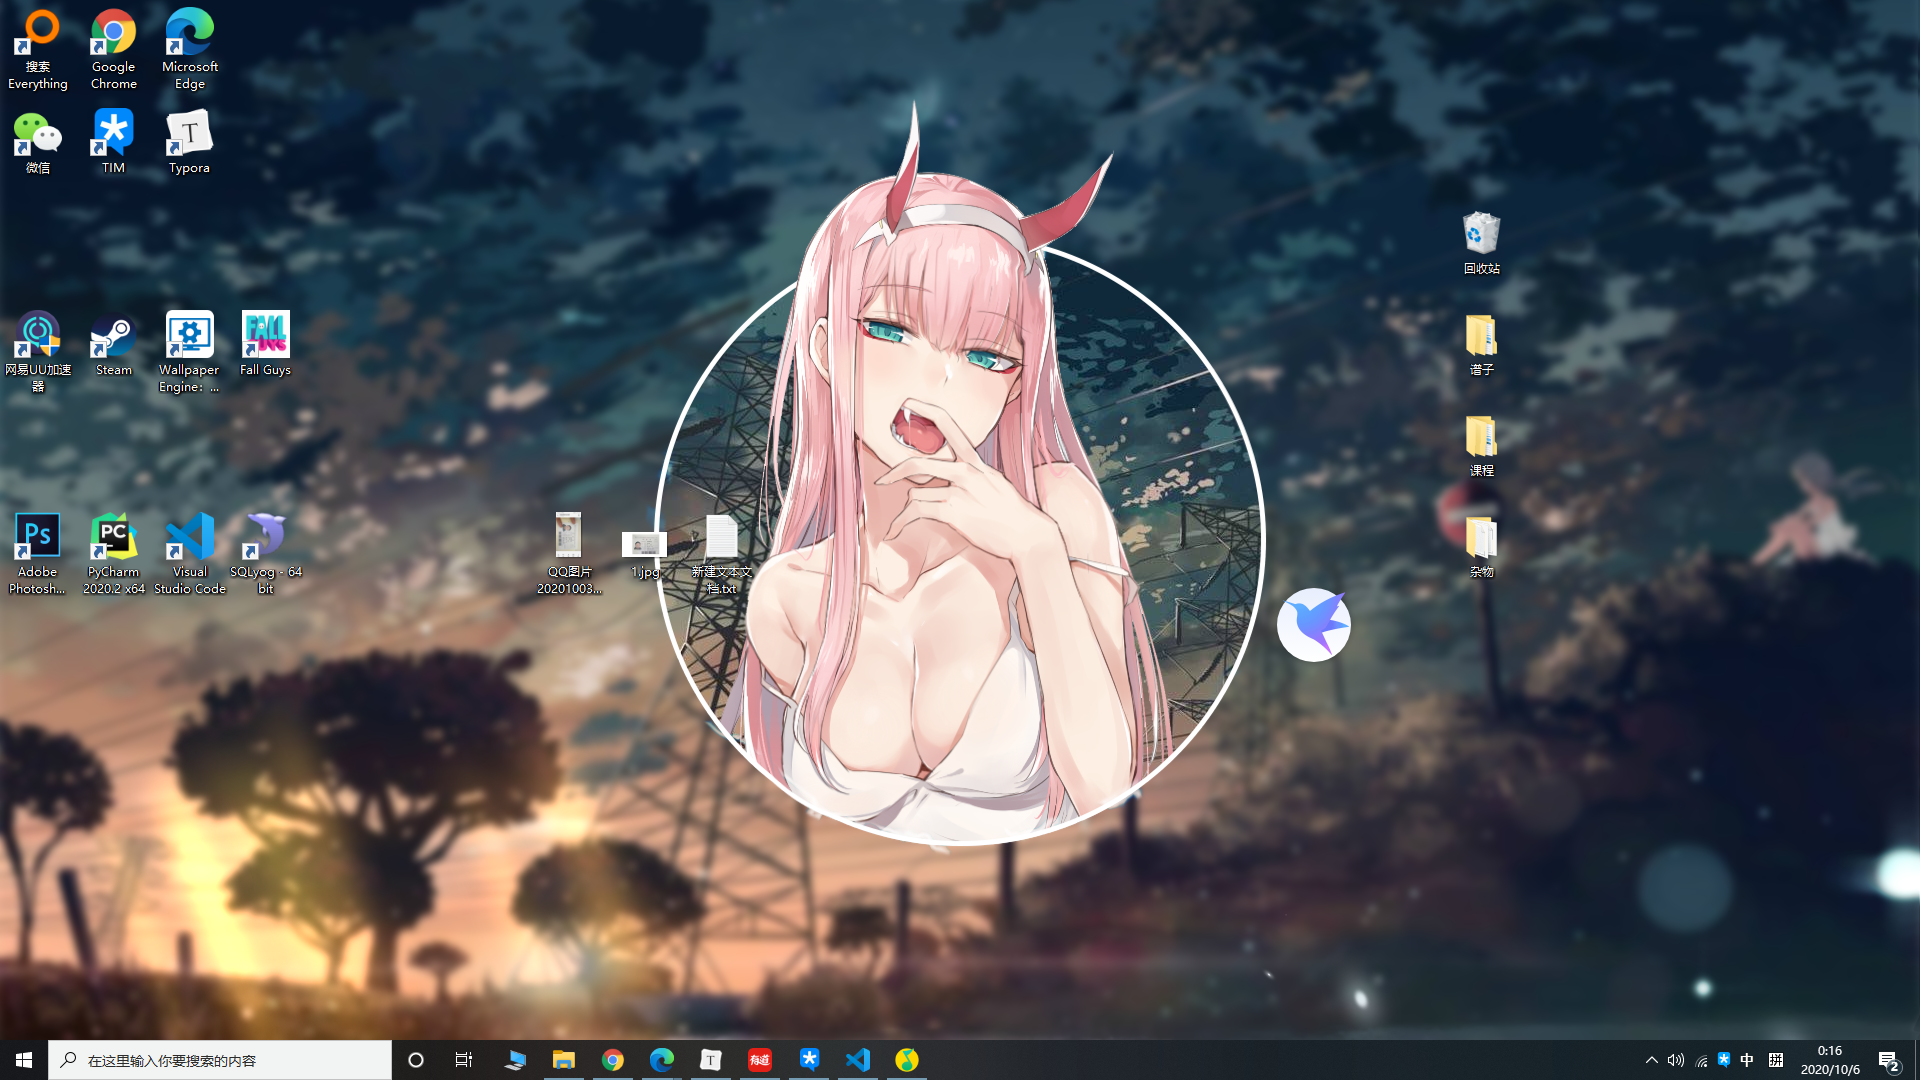 搜索
Everything
Google
Chrome
Microsoft
Edge
微信
TIM
Typora
回收站
网易UU加速
器
Steam
Wallpaper
Engine: ...
Fall Guys
谱子
课程
Adobe
Photosh...
PyCharm
2020.2 x64
Visual
Studio Code
SQLyog - 64
bit
QQ图片
20201003...
1.jpg
新建文本文
档.txt
杂物
在这里输入你要搜索的内容
有道
中
拼
0:16
2020/10/6
2